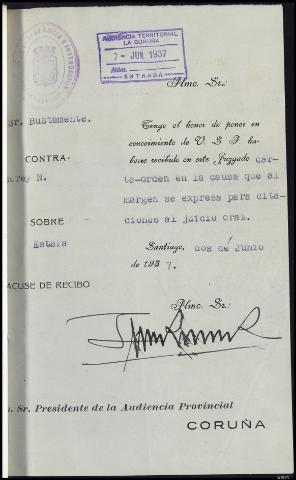 AUDIENCIA TERRITORIAL
LA CORUÑA
7- JUN 1937
Núm.
ENTRADA
Ilmo. Sr.:
Sr. Bustamente.
Tengo el honor de poner en
conocimiento de V. S. I. ha-
berse recibido en este Juzgado car-
ta-orden en la causa que al
margen se expresa para cita-
ciones al juicio oral.
CONTRA
rey N.
SOBRE
Estafa
Santiago, dos de junio
de 1937.
ACUSE DE RECIBO
Ilmo. Sr.:
Sr. Presidente de la Audiencia Provincial
CORUÑA